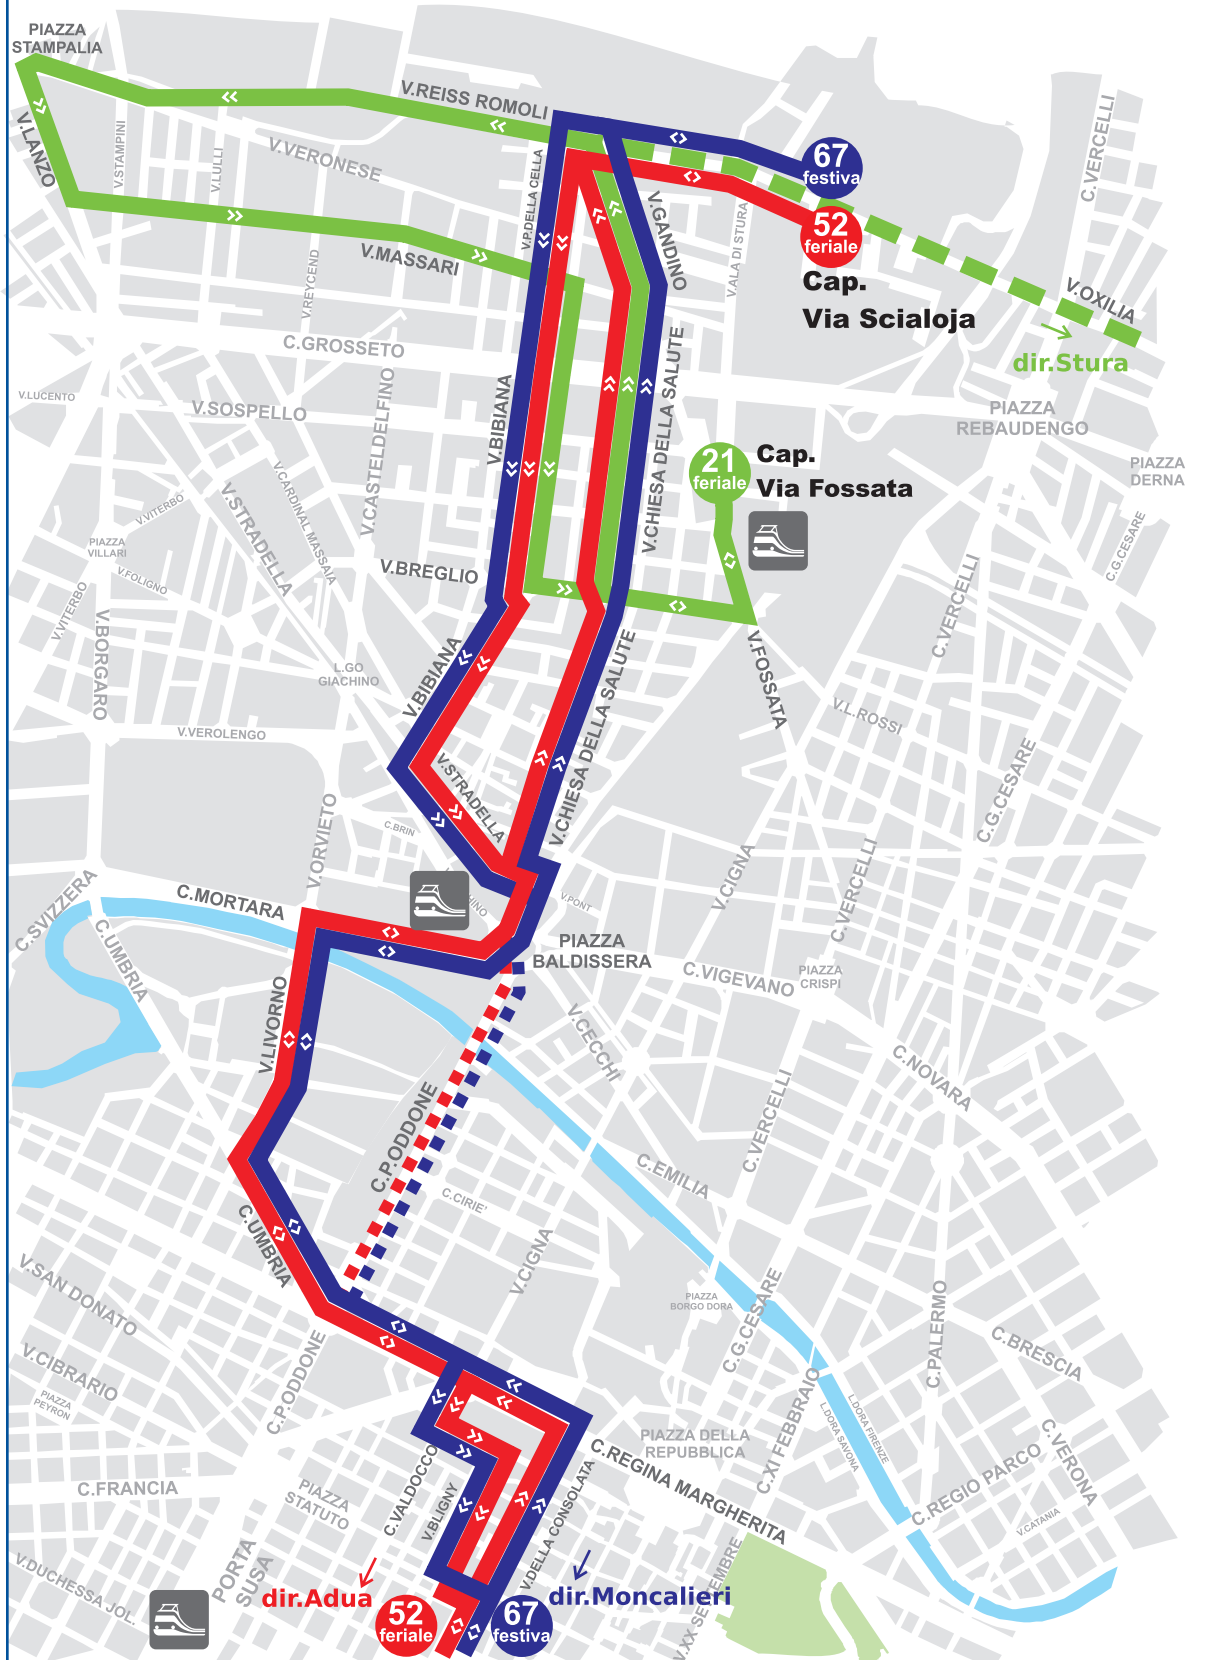 PIAZZA
STAMPALIA
V.REISS ROMOLI
V.LANZO
V.STAMPINI
V.LULLI
V.VERONESE
V.P.DELLA CELLA
67
festiva
C.VERCELLI
V.GANDINO
V.ALA DI STURA
52
feriale
Cap.
Via Scialoja
V.MASSARI
V.REYCEND
V.OXILIA
dir.Stura
C.GROSSETO
V.LUCENTO
V.SOSPELLO
V.CASTELDELFINO
V.BIBIANA
V.CHIESA DELLA SALUTE
PIAZZA
REBAUDENGO
21
feriale
Cap.
Via Fossata
PIAZZA
DERNA
V.VITERBO
V.STRADELLA
V.CARDINAL MASSAIA
PIAZZA
VILLARI
V.FOLIGNO
V.VITERBO
V.BREGLIO
C.G.CESARE
C.VERCELLI
V.BORGARO
L.GO
GIACHINO
V.BIBIANA
V.CHIESA DELLA SALUTE
V.FOSSATA
V.L.ROSSI
V.VEROLENGO
V.STRADELLA
C.G.CESARE
V.ORVIETO
C.BRIN
V.CIGNA
C.VERCELLI
C.SVIZZERA
C.MORTARA
HINO
V.PONT
C.UMBRIA
PIAZZA
BALDISSERA
C.VIGEVANO
PIAZZA
CRISPI
V.LIVORNO
V.CECCHI
C.NOVARA
C.P.ODDONE
C.VERCELLI
C.EMILIA
C.CIRIE'
C.UMBRIA
V.CIGNA
V.SAN DONATO
PIAZZA
BORGO DORA
C.G.CESARE
C.PALERMO
C.BRESCIA
V.CIBRARIO
PIAZZA
PEYRON
C.P.ODDONE
C.XI FEBBRAIO
L.DORA FIRENZE
L.DORA SAVONA
PIAZZA DELLA
REPUBBLICA
C.VERONA
C.REGIO PARCO
V.CATANIA
C.FRANCIA
PIAZZA
STATUTO
C.VALDOCCO
V.BLIGNY
V.DELLA CONSOLATA
C.REGINA MARGHERITA
V.DUCHESSA JOL.
PORTA
SUSA
dir.Adua
52
feriale
67
festiva
dir.Moncalieri
V.XX SETTEMBRE